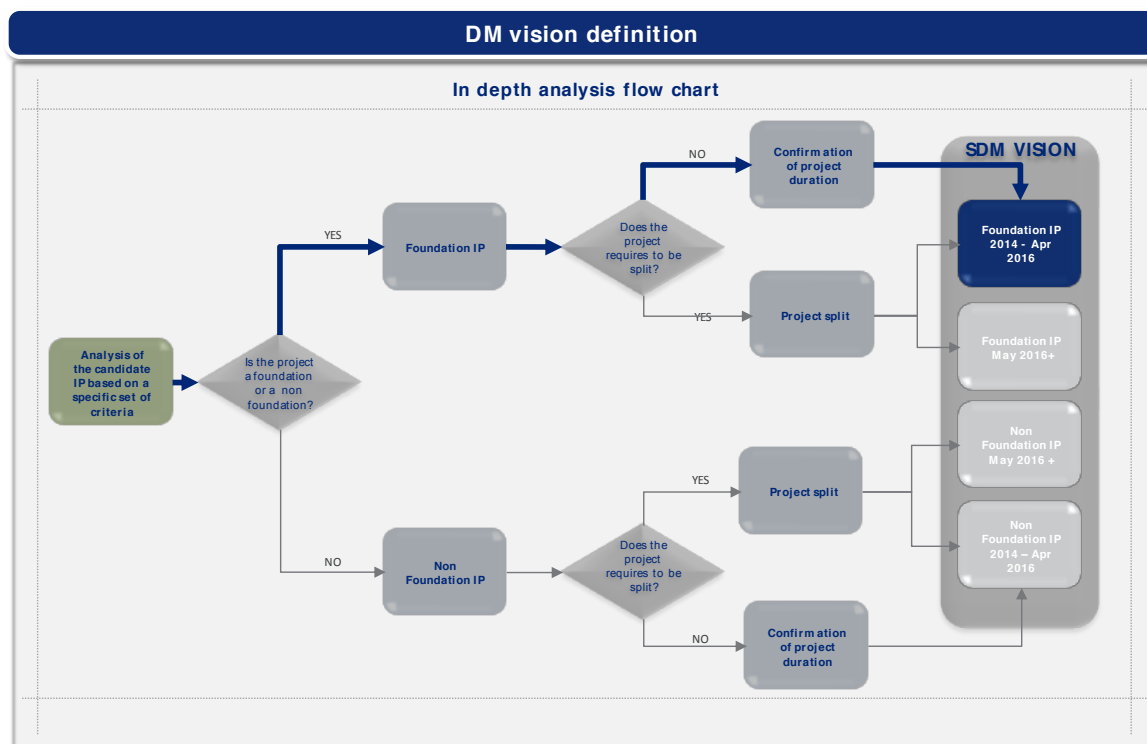 DM vision definition
In depth analysis flow chart
NO
Confirmation
of project
duration
SDM VISION
YES
Foundation IP
Does the
project
requires to be
split?
Foundation IP
2014 - Apr
2016
YES
Project split
Foundation IP
May 2016+
Analysis of
the candidate
IP based on a
specific set of
criteria
Is the project
a foundation
or a non
foundation?
Non
Foundation IP
May 2016 +
YES
Project split
NO
Non
Foundation IP
Does the
project
requires to be
split?
Non
Foundation IP
2014 – Apr
2016
NO
Confirmation
of project
duration